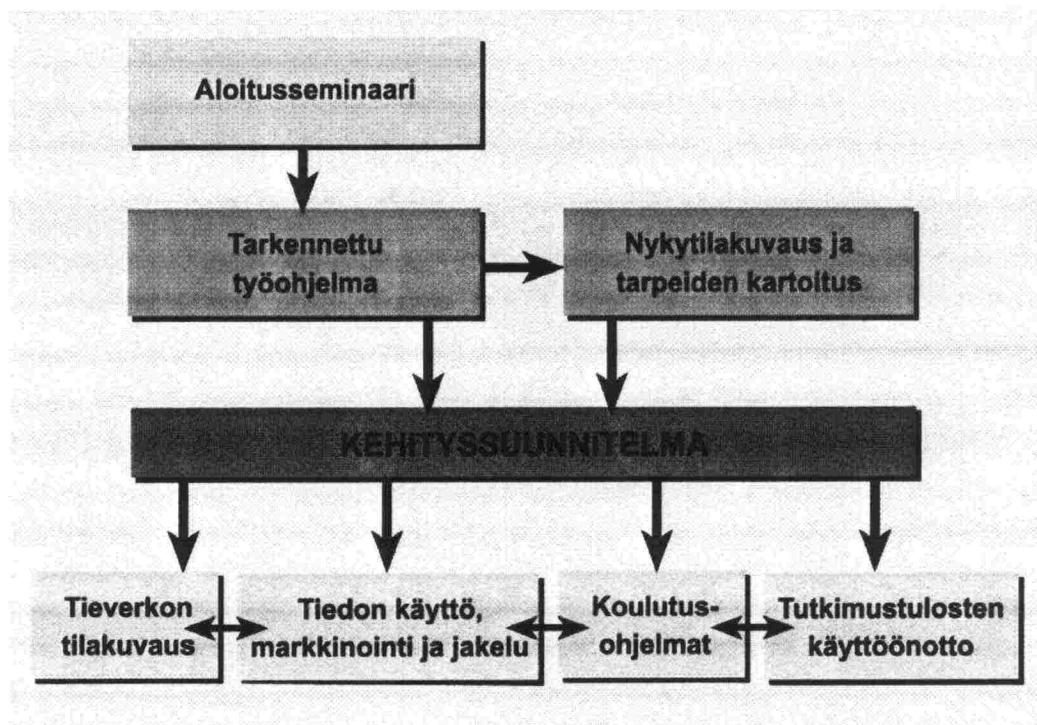 Aloitusseminaari
Tarkennettu
työohjelma
Nykytilakuvaus ja
tarpeiden kartoitus
KEHITYSSUUNNITELMA
Tieverkon
tilakuvaus
Tiedon käyttö,
markkinointi ja jakelu
Koulutus-
ohjelmat
Tutkimustulosten
käyttöönotto